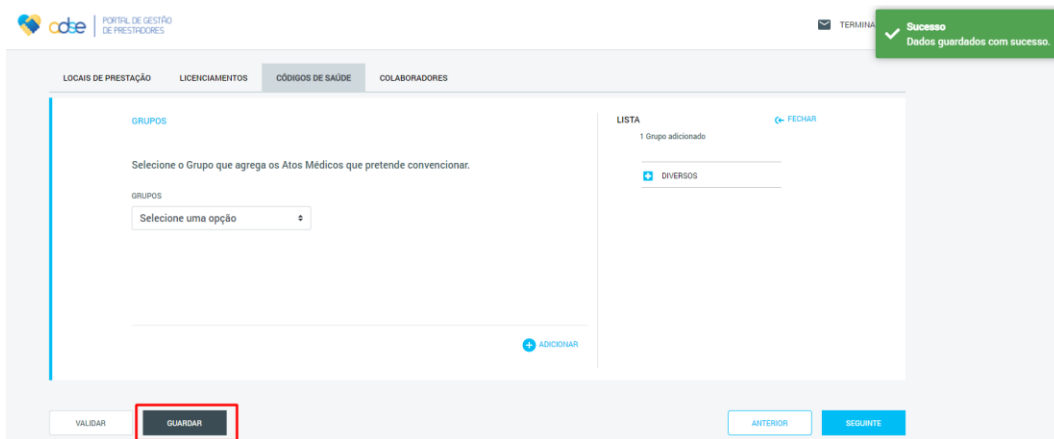 adse
PORTAL DE GESTÃO
DE PRESTADORES
TERMINA
Sucesso
Dados guardados com sucesso.
LOCAIS DE PRESTAÇÃO LICENCIAMENTOS CÓDIGOS DE SAÚDE COLABORADORES
GRUPOS
Selecione o Grupo que agrega os Atos Médicos que pretende convencionar.
GRUPOS
Selecione uma opção
ADICIONAR
LISTA FECHAR
1 Grupo adicionado
DIVERSOS
VALIDAR GUARDAR ANTERIOR SEGUINTE